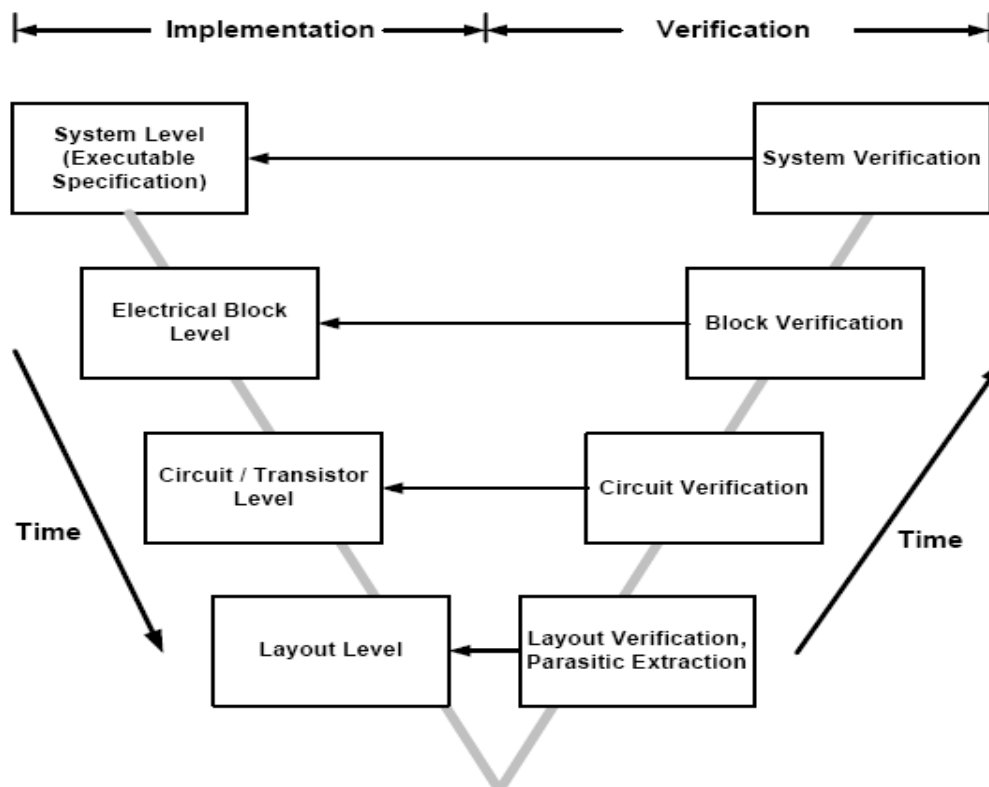 Implementation
Verification
System Level
(Executable
Specification)
System Verification
Electrical Block
Level
Block Verification
Circuit / Transistor
Level
Circuit Verification
Time
Time
Layout Level
Layout Verification,
Parasitic Extraction